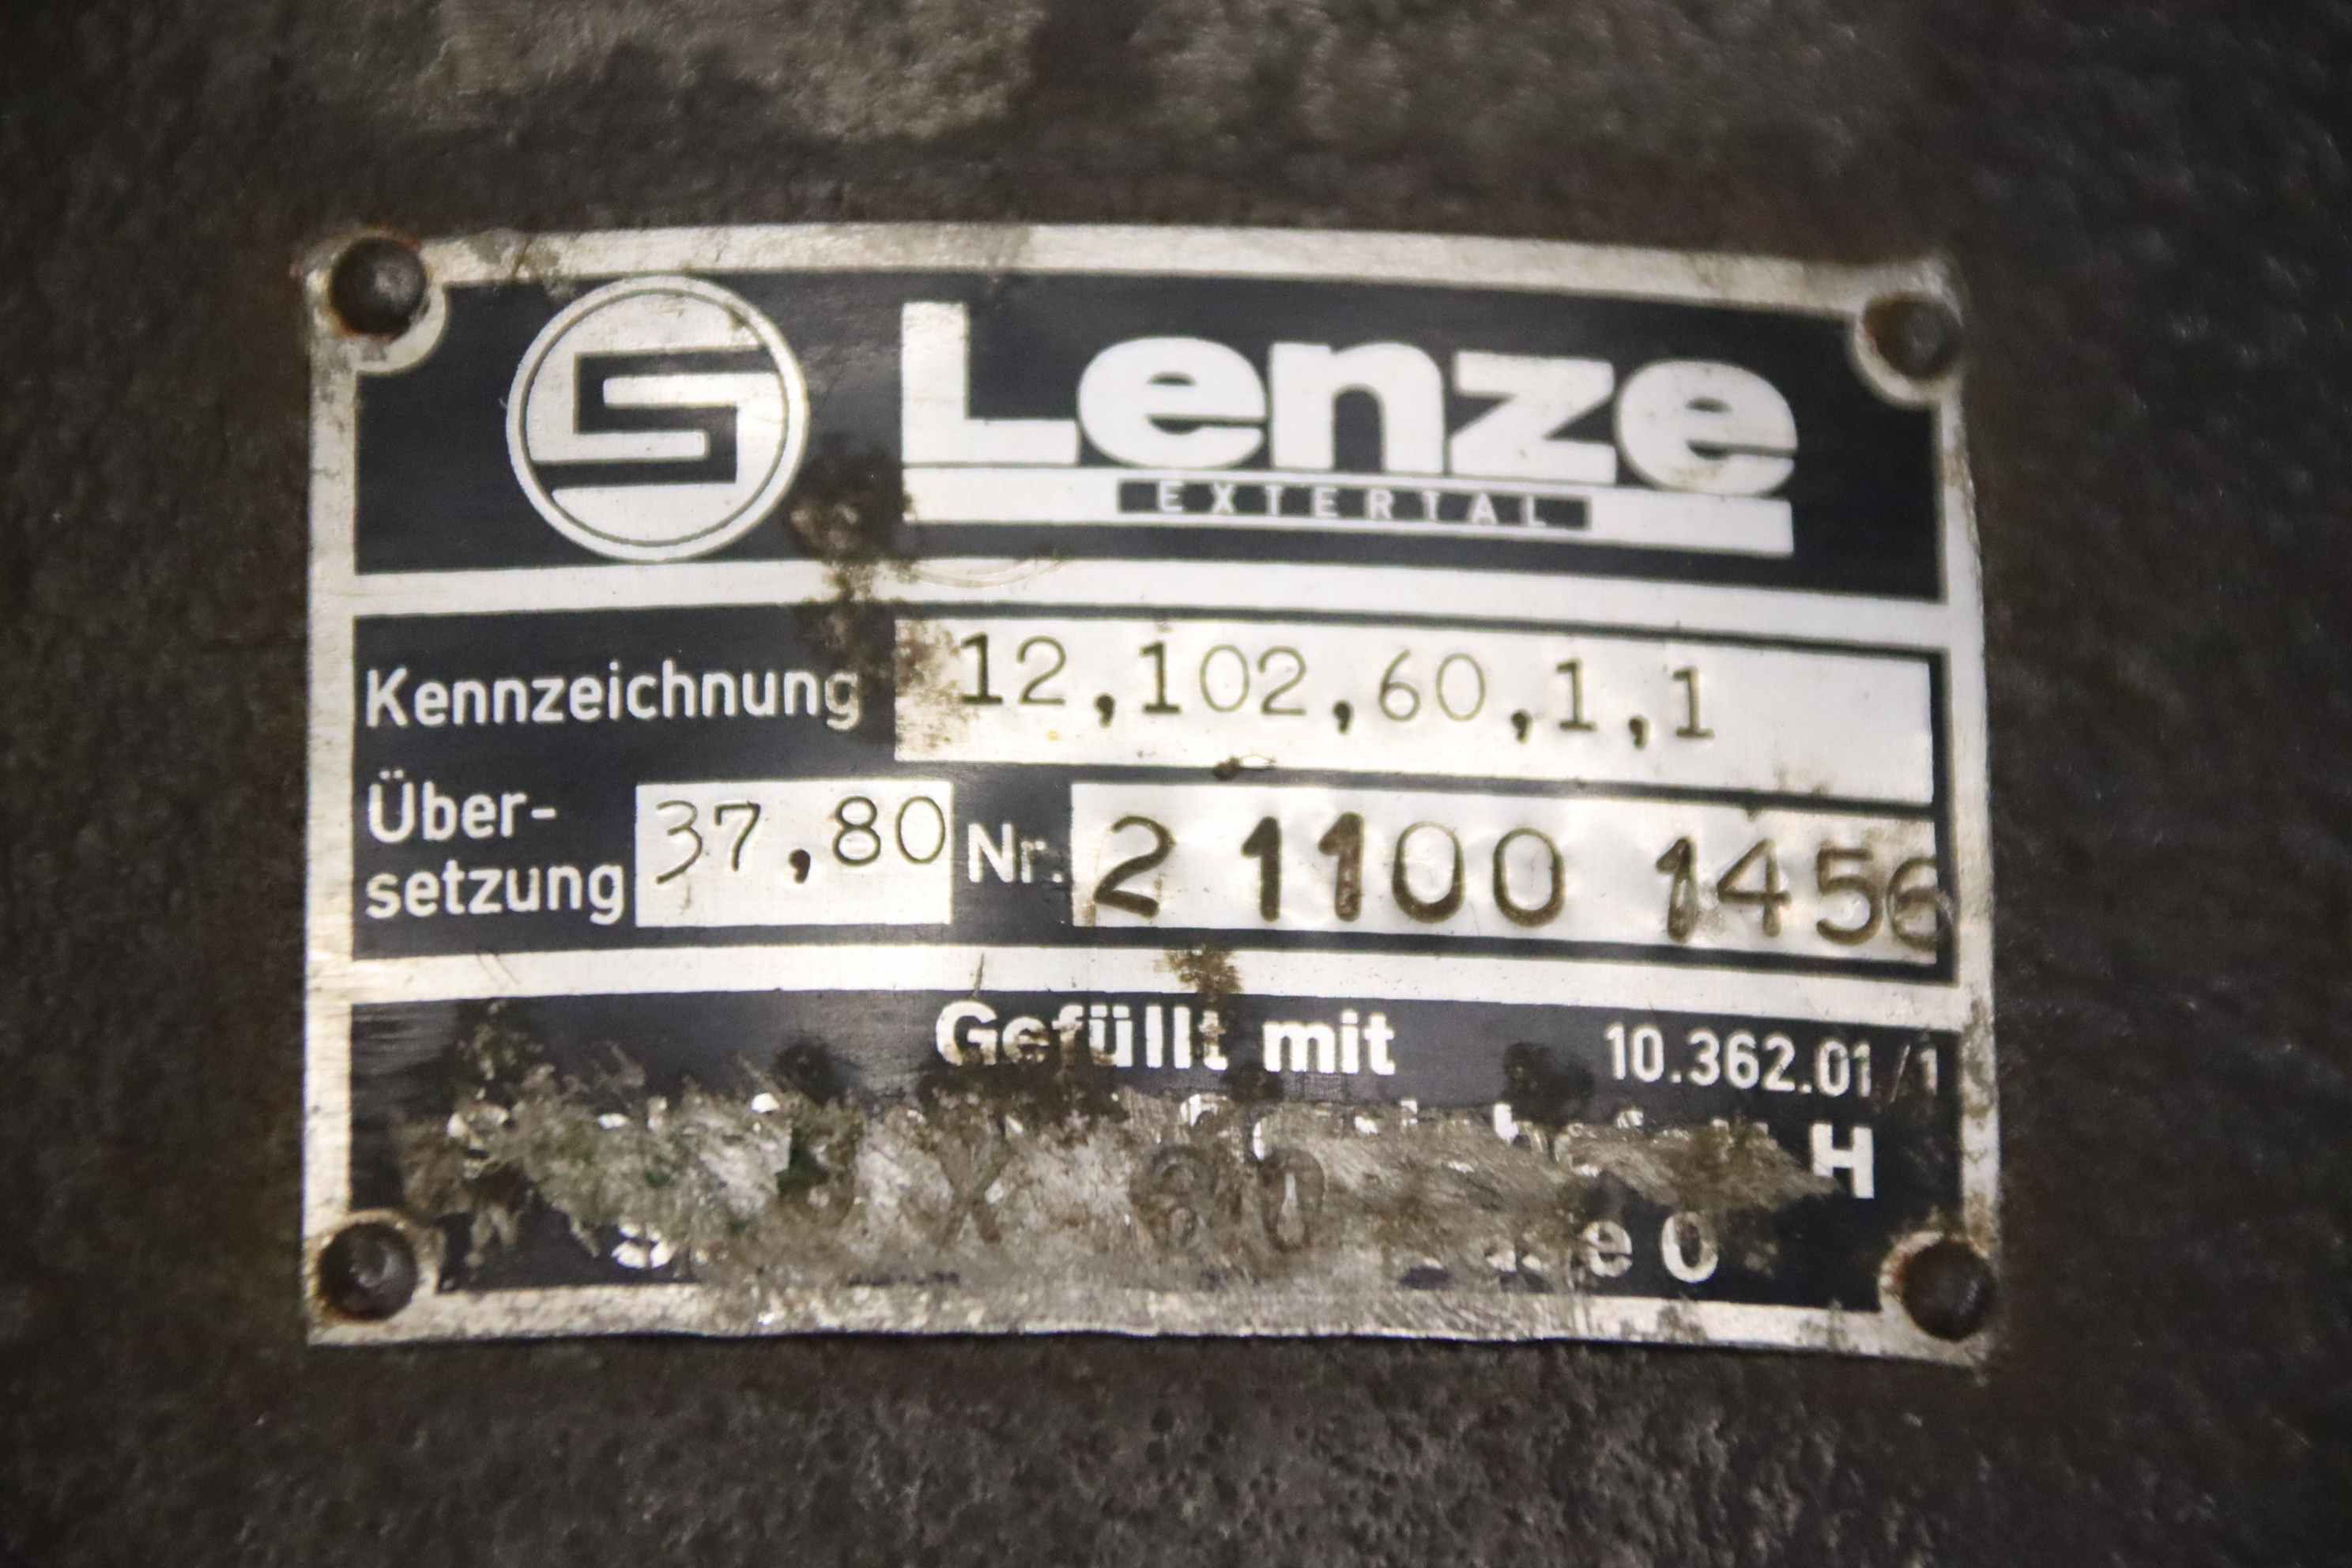 Lenze
EXTERTAL
Kennzeichnung 12,102,60,1,1
Über-
setzung 37,80 Nr. 2 1100 1456
Gefüllt mit 10.362.01/1
H